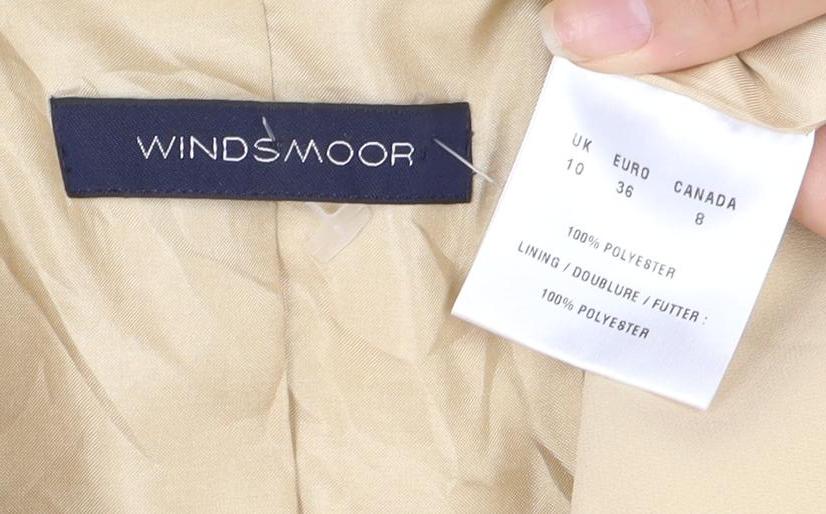 WINDSMOOR
UK EURO CANADA
10 36 8
100% POLYESTER
LINING / DOUBLURE / FUTTER :
100% POLYESTER